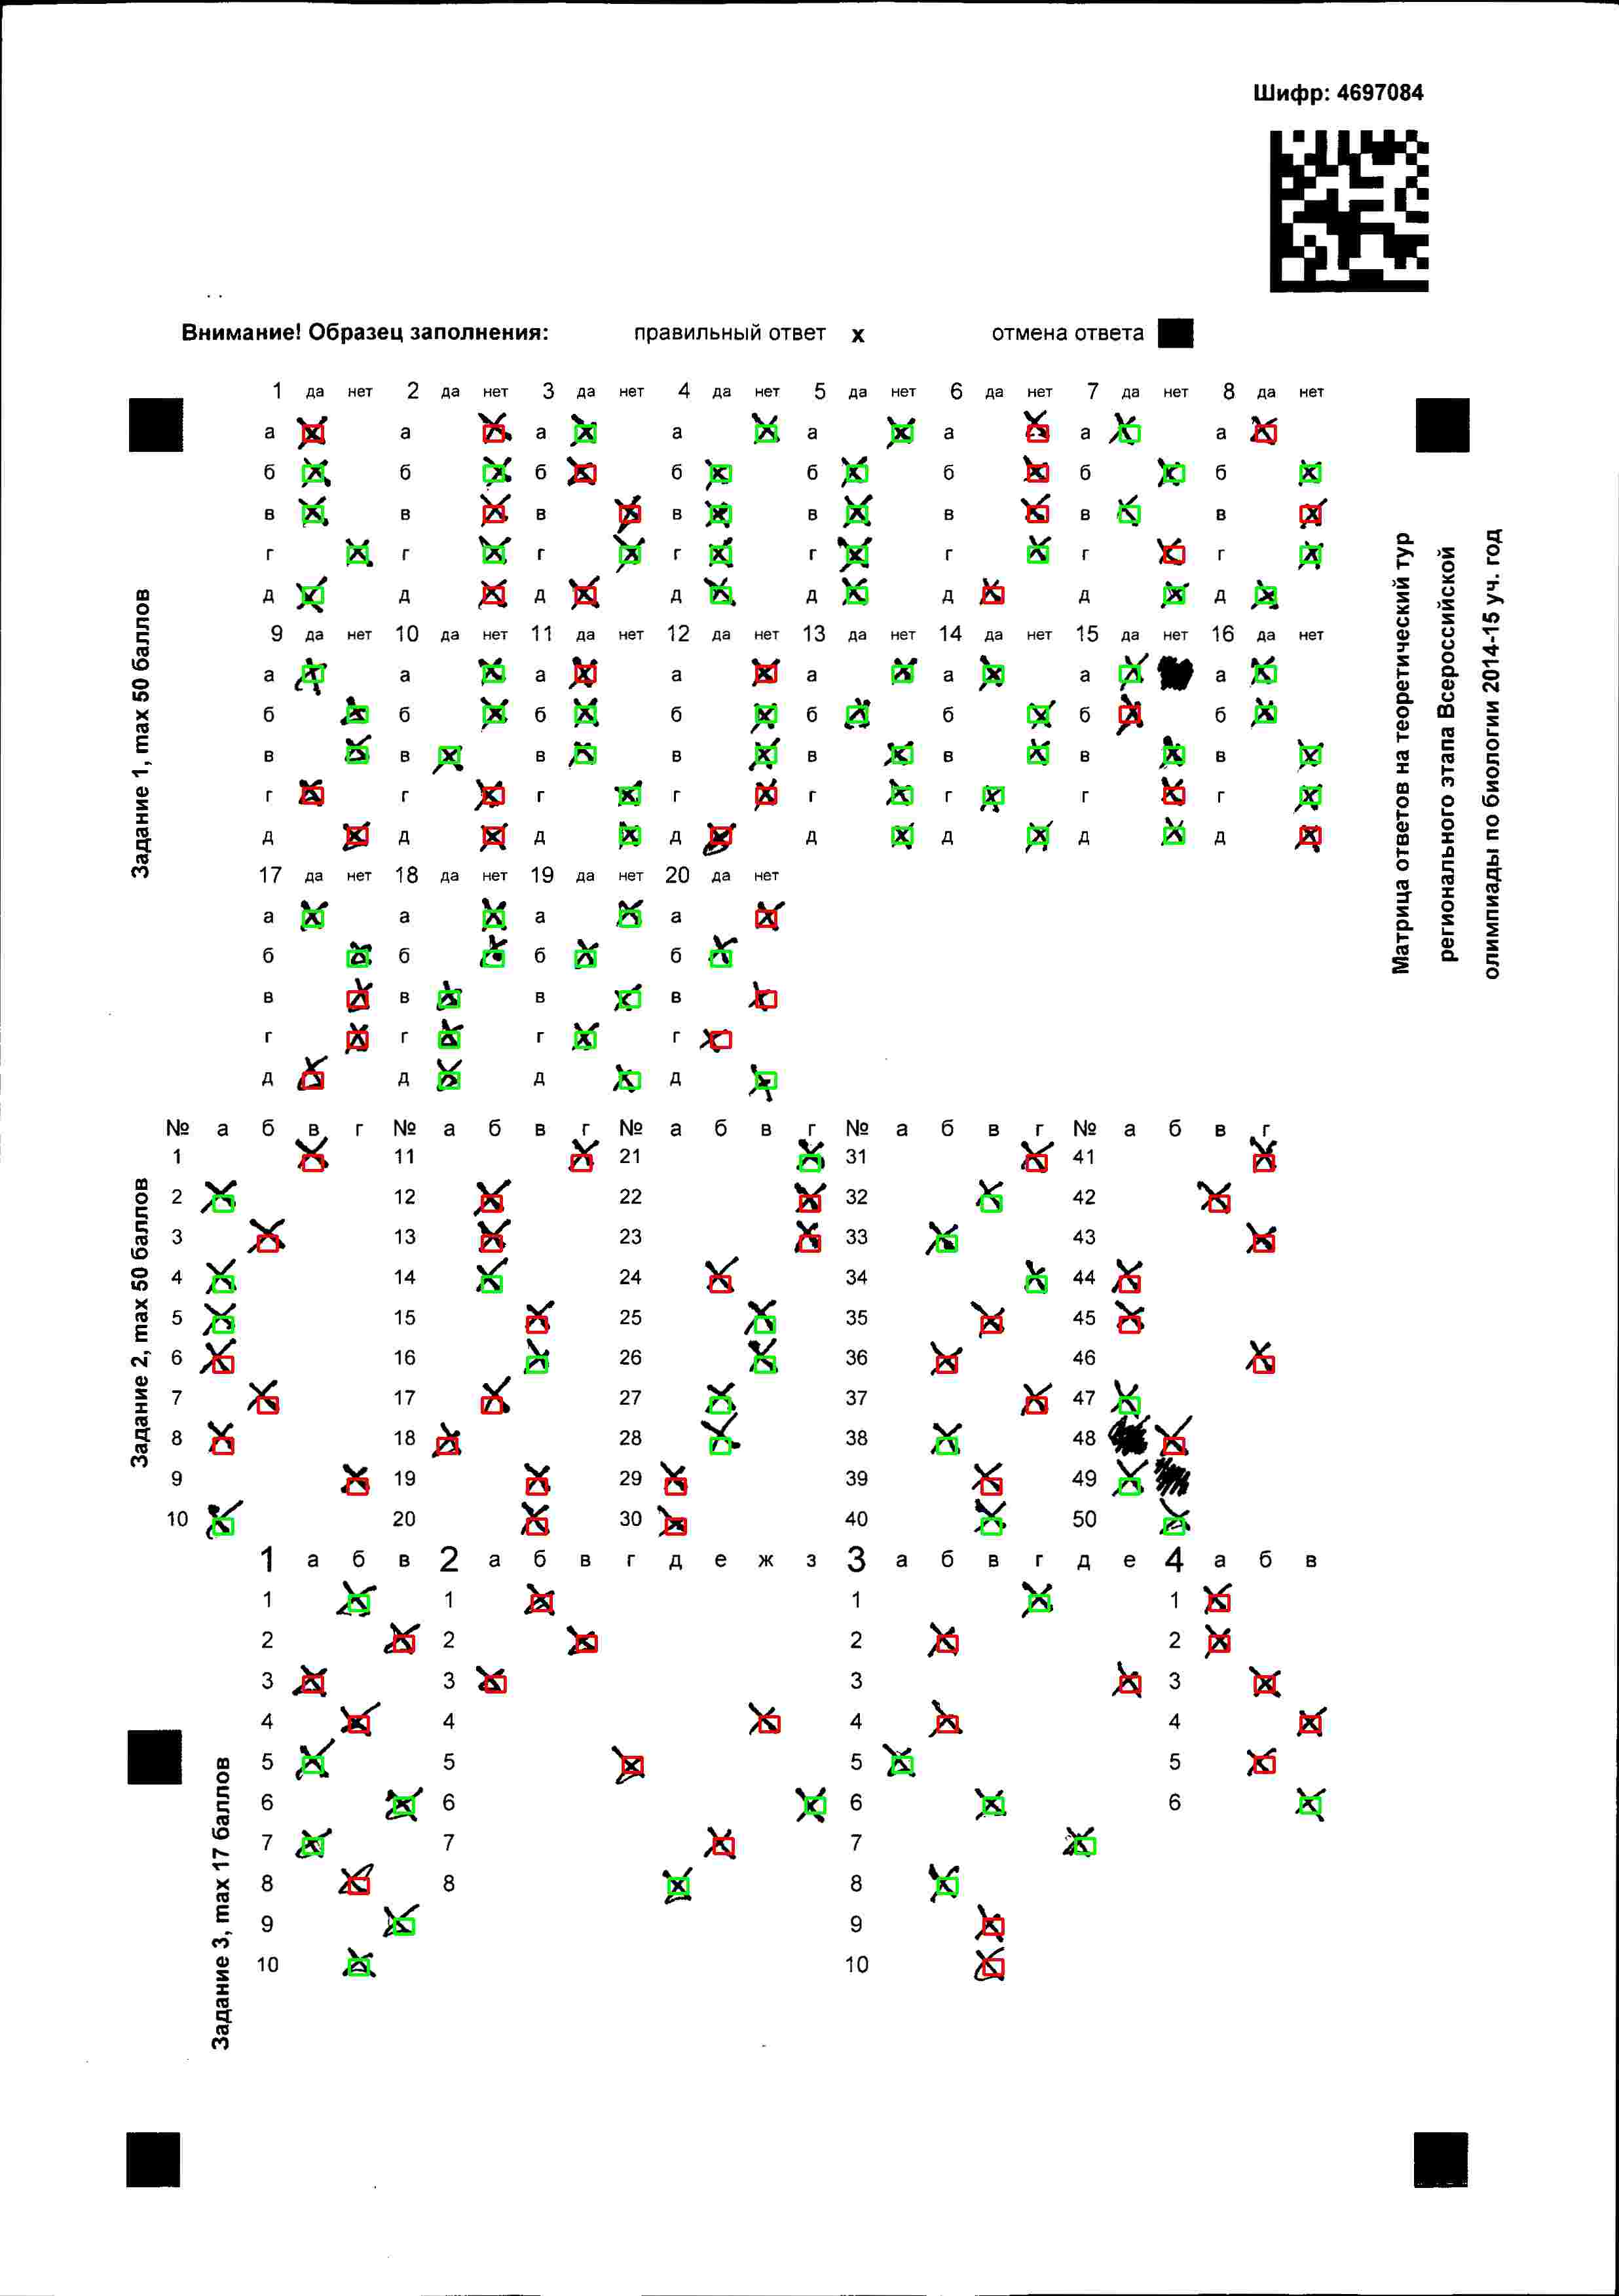 Шифр: 4697084
Внимание! Образец заполнения: правильный ответ x отмена ответа
1 да нет 2 да нет 3 да нет 4 да нет 5 да нет 6 да нет 7 да нет 8 да нет
а а а а а а а а
б б б б б б б б
в в в в в в в в
г г г г г г г г
д д д д д д д д
9 да нет 10 да нет 11 да нет 12 да нет 13 да нет 14 да нет 15 да нет 16 да нет
а а а а а а а а
б б б б б б б б
в в в в в в в в
г г г г г г г г
д д д д д д д д
17 да нет 18 да нет 19 да нет 20 да нет
а а а а
б б б б
в в в в
г г г г
д д д д
Задание 1, max 50 баллов
Матрица ответов на теоретический тур
регионального этапа Всероссийской
олимпиады по биологии 2014-15 уч. год
№ а б в г № а б в г № а б в г № а б в г № а б в г
1 11 21 31 41
2 12 22 32 42
3 13 23 33 43
4 14 24 34 44
5 15 25 35 45
6 16 26 36 46
7 17 27 37 47
8 18 28 38 48
9 19 29 39 49
10 20 30 40 50
Задание 2, max 50 баллов
1 а б в 2 а б в г д е ж з 3 а б в г д е 4 а б в
1 1 1 1
2 2 2 2
3 3 3 3
4 4 4 4
5 5 5 5
6 6 6 6
7 7 7
8 8 8
9 9
10 10
Задание 3, max 17 баллов